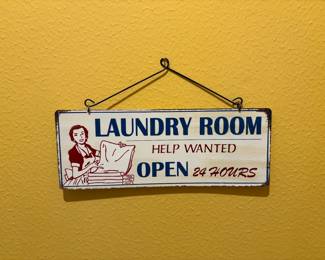 LAUNDRY ROOM
HELP WANTED
OPEN 24 HOURS